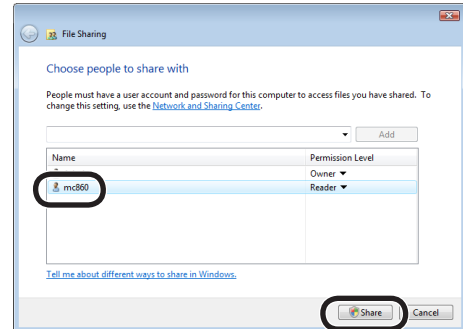 File Sharing
Choose people to share with
People must have a user account and password for this computer to access files you have shared. To
change this setting, use the Network and Sharing Center.
Add
Name Permission Level
Owner
mc860 Reader
Tell me about different ways to share in Windows.
Share Cancel